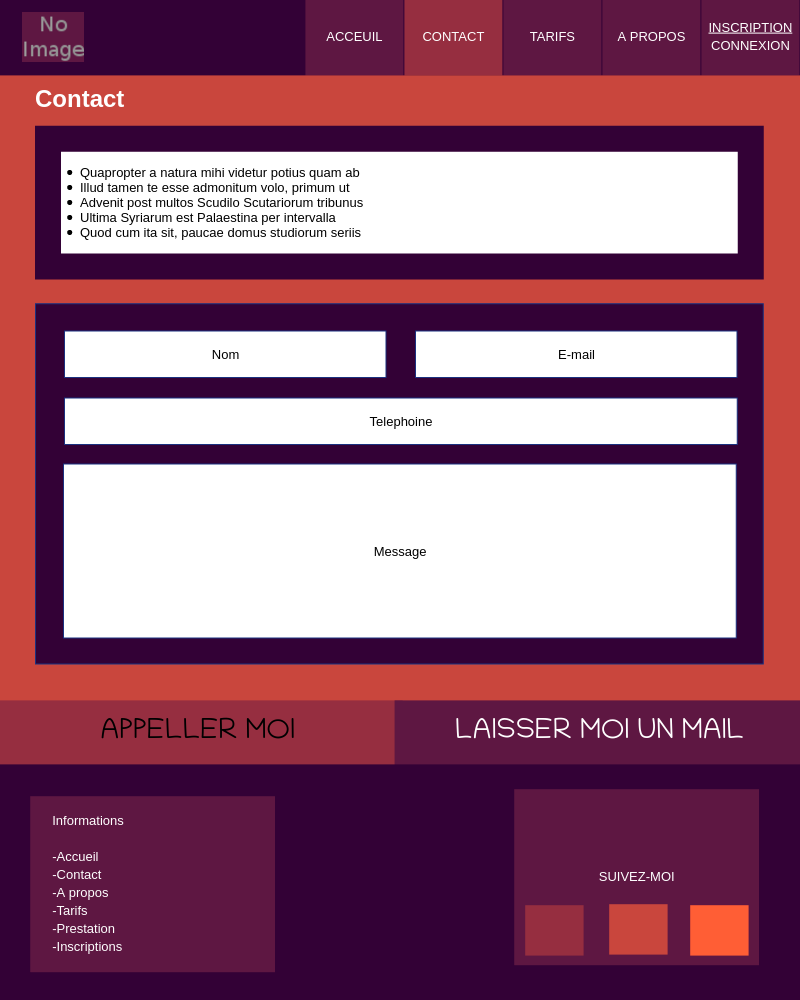 No
Image
ACCEUIL
CONTACT
TARIFS
A PROPOS
INSCRIPTION
CONNEXION
Contact
Quapropter a natura mihi videtur potius quam ab
Illud tamen te esse admonitum volo, primum ut
Advenit post multos Scudilo Scutariorum tribunus
Ultima Syriarum est Palaestina per intervalla
Quod cum ita sit, paucae domus studiorum seriis
Nom
E-mail
Telephoine
Message
APPELLER MOI
LAISSER MOI UN MAIL
Informations
-Accueil
-Contact
-A propos
-Tarifs
-Prestation
-Inscriptions
SUIVEZ-MOI